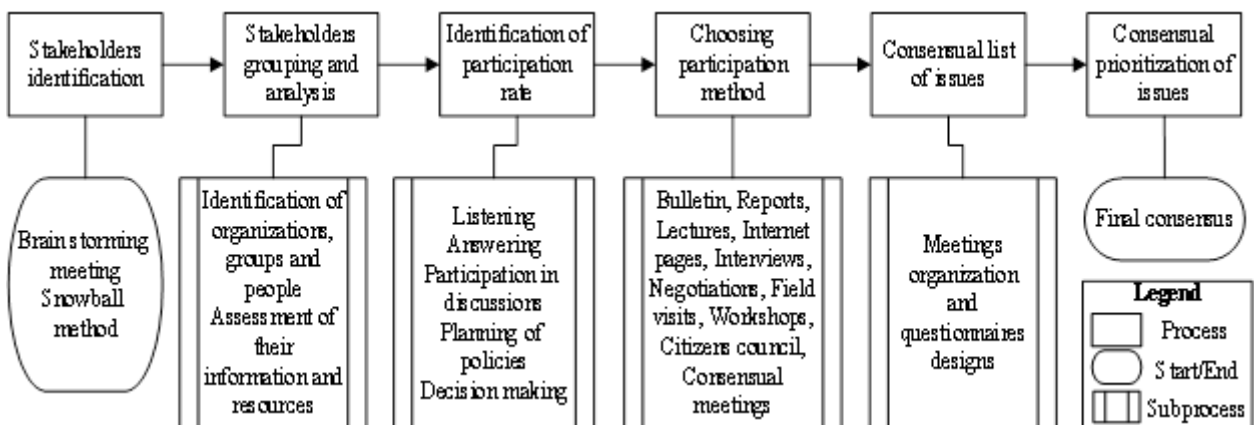 Stakeholders
identification
Stakeholders
grouping and
analysis
Identification of
participation
rate
Choosing
participation
method
Consensual list
of issues
Consensual
prioritization of
issues
Brainstorming
meeting
Snowball
method
Identification of
organizations,
groups and
people
Assessment of
their
information and
resources
Listening
Answering
Participation in
discussions
Planning of
policies
Decision making
Bulletin, Reports,
Lectures, Internet
pages, Interviews,
Negotiations, Field
visits, Workshops,
Citizens council,
Consensual
meetings
Meetings
organization
and
questionnaires
designs
Final consensus
Legend
Process
Start/End
Subprocess